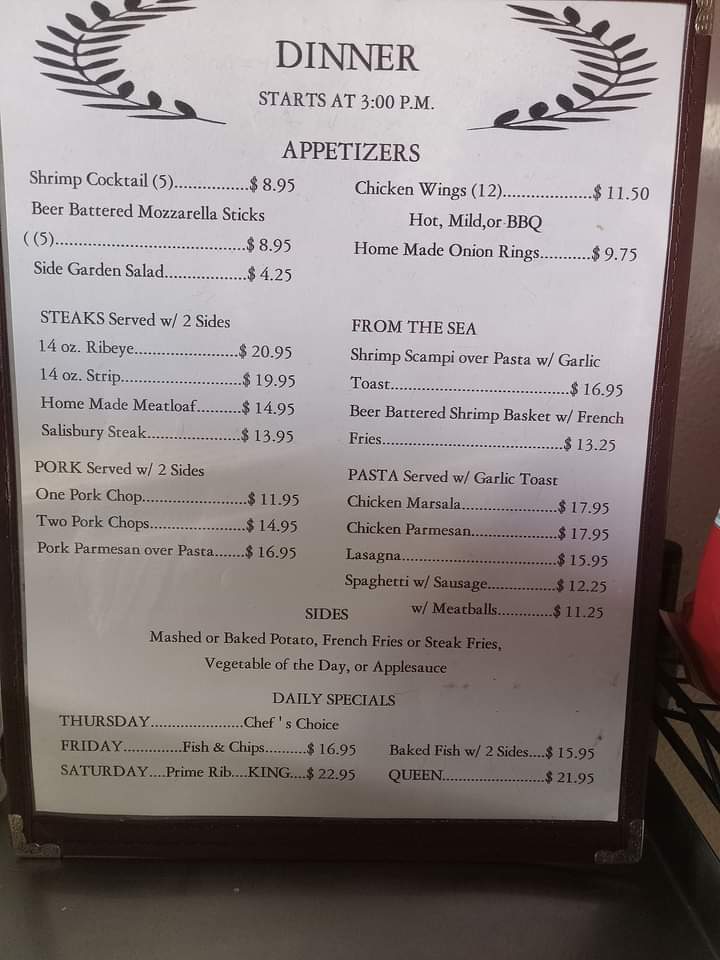 DINNER
STARTS AT 3:00 P.M.
APPETIZERS
Shrimp Cocktail (5)...............$ 8.95
Beer Battered Mozzarella Sticks
( (5)......................................$ 8.95
Side Garden Salad.................$ 4.25
Chicken Wings (12)...................$ 11.50
Hot, Mild,or BBQ
Home Made Onion Rings...........$ 9.75
STEAKS Served w/ 2 Sides
14 oz. Ribeye.......................$ 20.95
14 oz. Strip...........................$ 19.95
Home Made Meatloaf..........$ 14.95
Salisbury Steak.....................$ 13.95
FROM THE SEA
Shrimp Scampi over Pasta w/ Garlic
Toast.......................................$ 16.95
Beer Battered Shrimp Basket w/ French
Fries.......................................$ 13.25
PORK Served w/ 2 Sides
One Pork Chop.......................$ 11.95
Two Pork Chops.....................$ 14.95
Pork Parmesan over Pasta.......$ 16.95
PASTA Served w/ Garlic Toast
Chicken Marsala.....................$ 17.95
Chicken Parmesan...................$ 17.95
Lasagna...................................$ 15.95
Spaghetti w/ Sausage...............$ 12.25
w/ Meatballs............$ 11.25
SIDES
Mashed or Baked Potato, French Fries or Steak Fries,
Vegetable of the Day, or Applesauce
DAILY SPECIALS
THURSDAY......................Chef ' s Choice
FRIDAY..............Fish & Chips..........$ 16.95
Baked Fish w/ 2 Sides....$ 15.95
SATURDAY....Prime Rib....KING....$ 22.95
QUEEN.........................$ 21.95